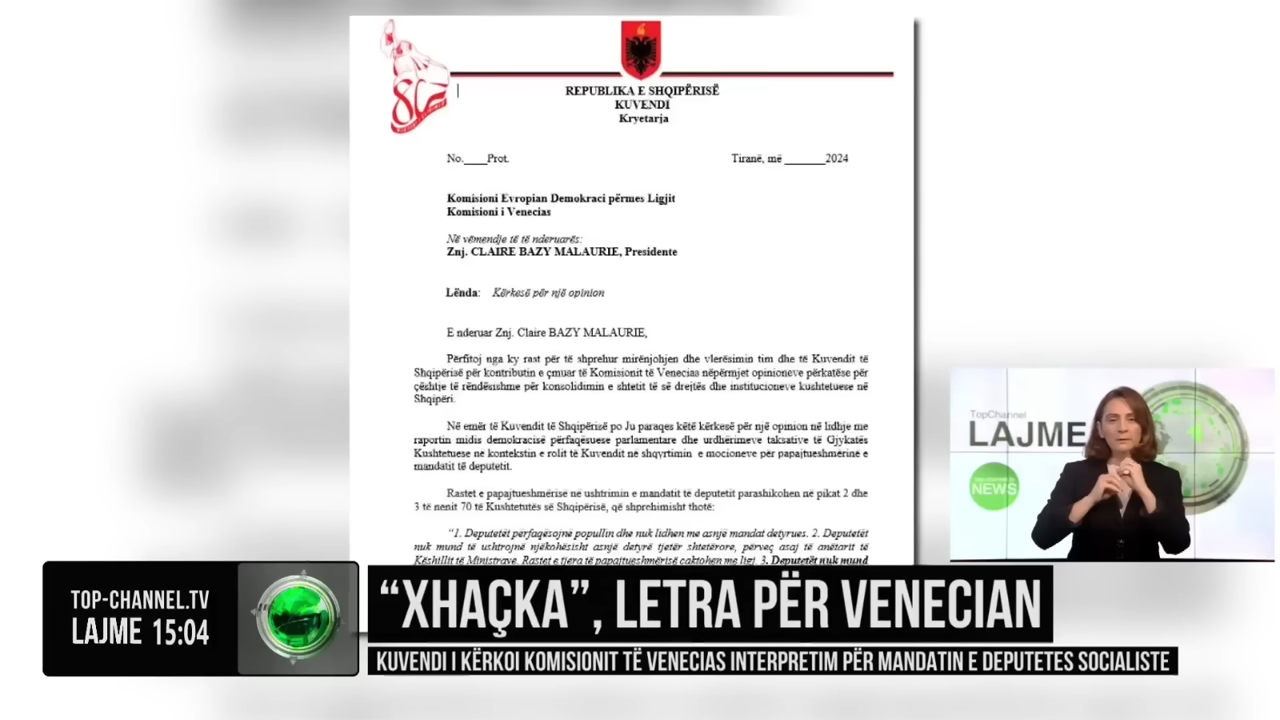 80
REPUBLIKA E SHQIPËRISË
KUVENDI
Kryetarja
No.____Prot.
Tiranë, më _______2024
Komisioni Evropian Demokraci përmes Ligjit
Komisioni i Venecias
Në vëmendje të të nderuarës:
Znj. CLAIRE BAZY MALAURIE, Presidente
Lënda: Kërkesë për një opinion
E nderuar Znj. Claire BAZY MALAURIE,
Përfitoj nga ky rast për të shprehur mirënjohjen dhe vlerësimin tim dhe të Kuvendit të
Shqipërisë për kontributin e çmuar të Komisionit të Venecias nëpërmjet opinioneve përkatëse për
çështje të rëndësishme për konsolidimin e shtetit të së drejtës dhe institucioneve kushtetuese në
Shqipëri.
Në emër të Kuvendit të Shqipërisë po Ju paraqes këtë kërkesë për një opinion në lidhje me
raportin midis demokracisë përfaqësuese parlamentare dhe urdhërimeve taksative të Gjykatës
Kushtetuese në kontekstin e rolit të Kuvendit në shqyrtimin e mocioneve për papajtueshmërinë e
mandatit të deputetit.
Rastet e papajtueshmërisë në ushtrimin e mandatit të deputetit parashikohen në pikat 2 dhe
3 të nenit 70 të Kushtetutës së Shqipërisë, që shprehimisht thotë:
“1. Deputetët përfaqësojnë popullin dhe nuk lidhen me asnjë mandat detyrues. 2. Deputetët
nuk mund të ushtrojnë njëkohësisht asnjë detyrë tjetër shtetërore, përveç asaj të anëtarit të
Këshillit të Ministrave. Rastet e tjera të papajtueshmërisë caktohen me ligj. 3. Deputetët nuk mund
TopChannel
LAJME
NEWS
TOP-CHANNEL.TV
LAJME 15:04
“XHAÇKA”, LETRA PËR VENECIAN
KUVENDI I KËRKOI KOMISIONIT TË VENECIAS INTERPRETIM PËR MANDATIN E DEPUTETES SOCIALISTE